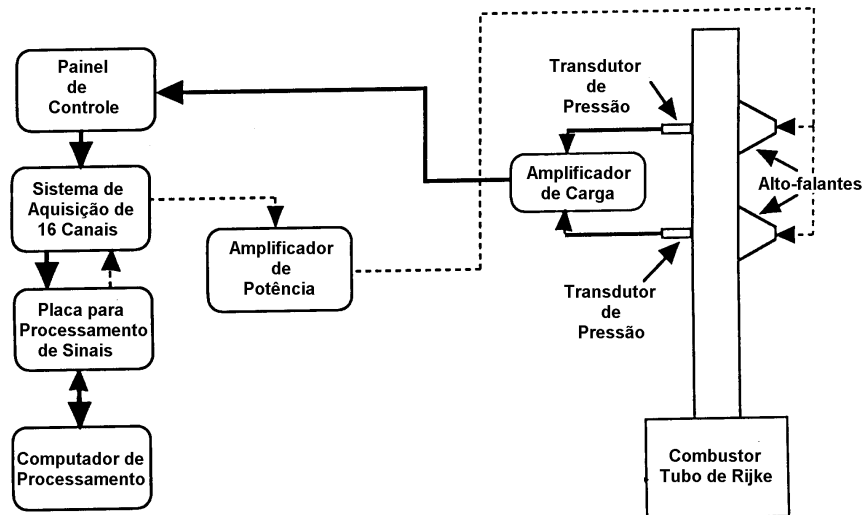 Painel
de
Controle
Sistema de
Aquisição de
16 Canais
Placa para
Processamento
de Sinais
Computador de
Processamento
Amplificador
de
Potência
Amplificador
de Carga
Transdutor
de
Pressão
Transdutor
de
Pressão
Alto-falantes
Combustor
Tubo de Rijke